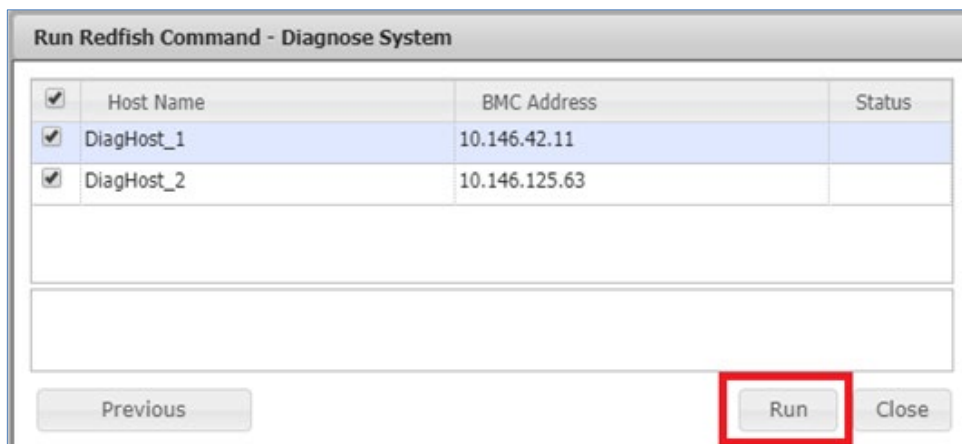 Run Redfish Command - Diagnose System
Host Name BMC Address Status
DiagHost_1 10.146.42.11
DiagHost_2 10.146.125.63
Previous Run Close